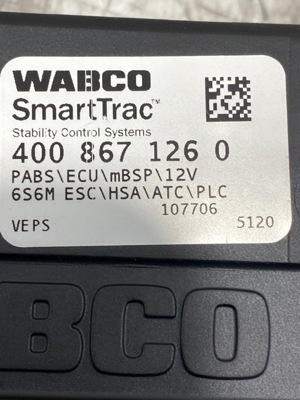 WABCO
SmartTrac™
Stability Control Systems
400 867 126 0
PABS\ECU\mBSP\12V
6S6M ESC\HSA\ATC\PLC
107706
VEPS 5120
BCO